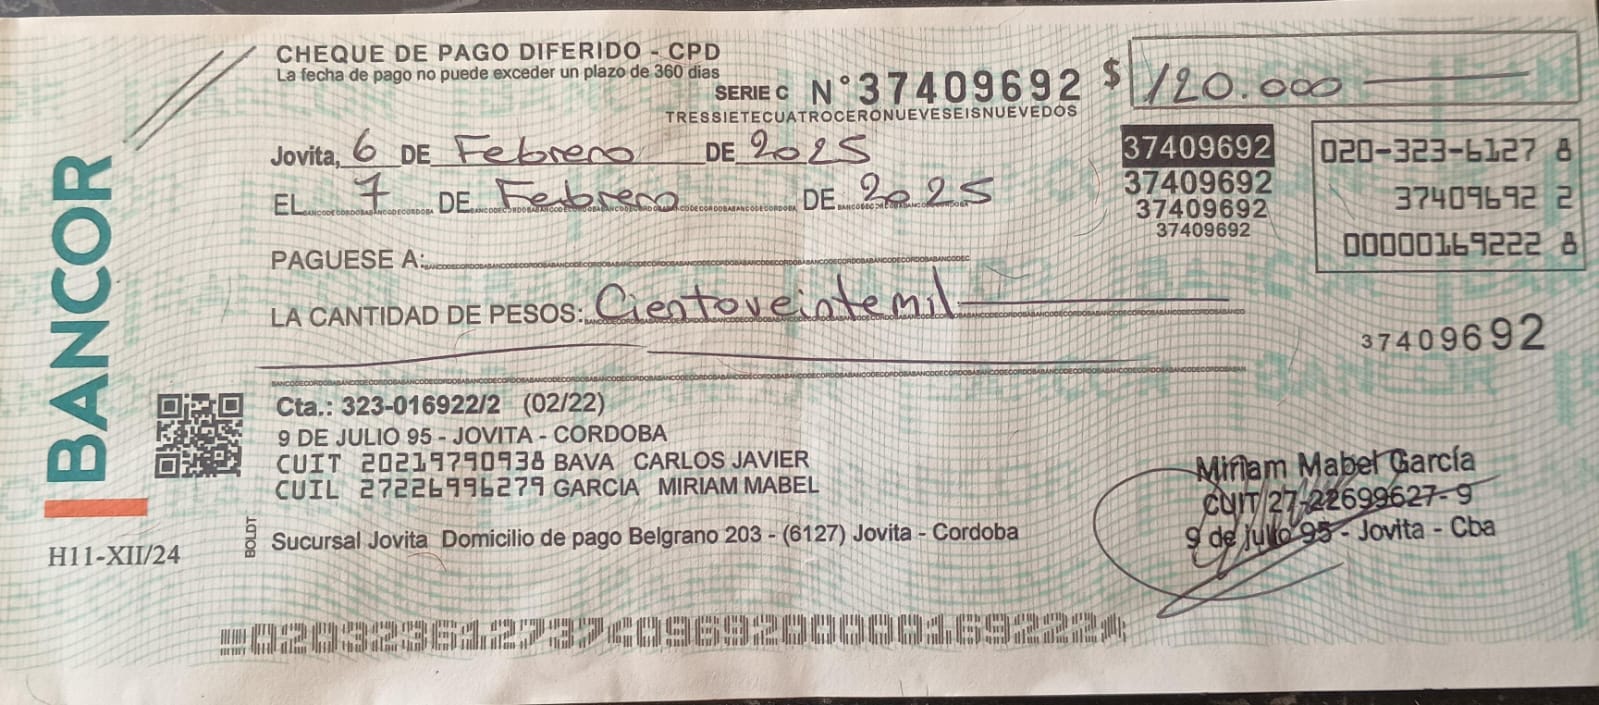 BANCOR
CHEQUE DE PAGO DIFERIDO - CPD
La fecha de pago no puede exceder un plazo de 360 dias
SERIE C N°37409692
TRESSIETECUATROCERONUEVESEISNUEVEDOS
$ 120.000
Jovita, 6 DE Febrero DE 2025
EL 7 DE Febrero DE 2025
37409692
37409692
37409692
37409692
020-323-6127 8
37409692 2
00000169222 8
PAGUESE A:
LA CANTIDAD DE PESOS: Cientoveintemil
37409692
Cta.: 323-016922/2 (02/22)
9 DE JULIO 95 - JOVITA - CORDOBA
CUIT 20219790938 BAVA CARLOS JAVIER
CUIL 27226996279 GARCIA MIRIAM MABEL
Sucursal Jovita Domicilio de pago Belgrano 203 - (6127) Jovita - Cordoba
BOLDT
H11-XII/24
Miriam Mabel García
CUIT 27-22699627-9
9 de julio 95 - Jovita - Cba